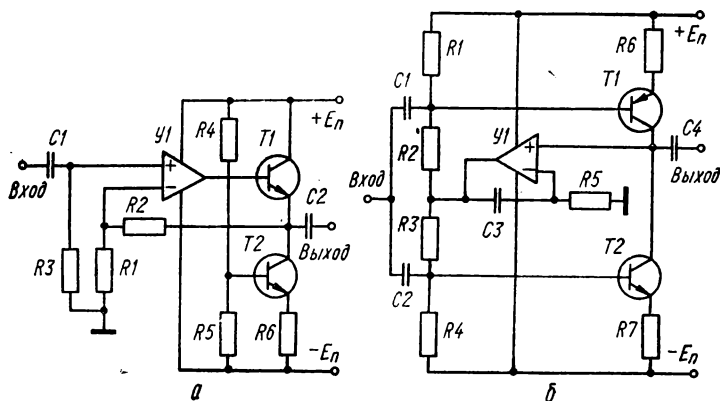 C1
Вход
R3
R1
R2
У1
+
−
R4
T1
+Eп
C2
Выход
T2
R5
R6
−Eп
а
Вход
C1
C2
R1
R2
R3
R4
У1
+
−
C3
R5
R6
T1
+Eп
C4
Выход
T2
R7
−Eп
б